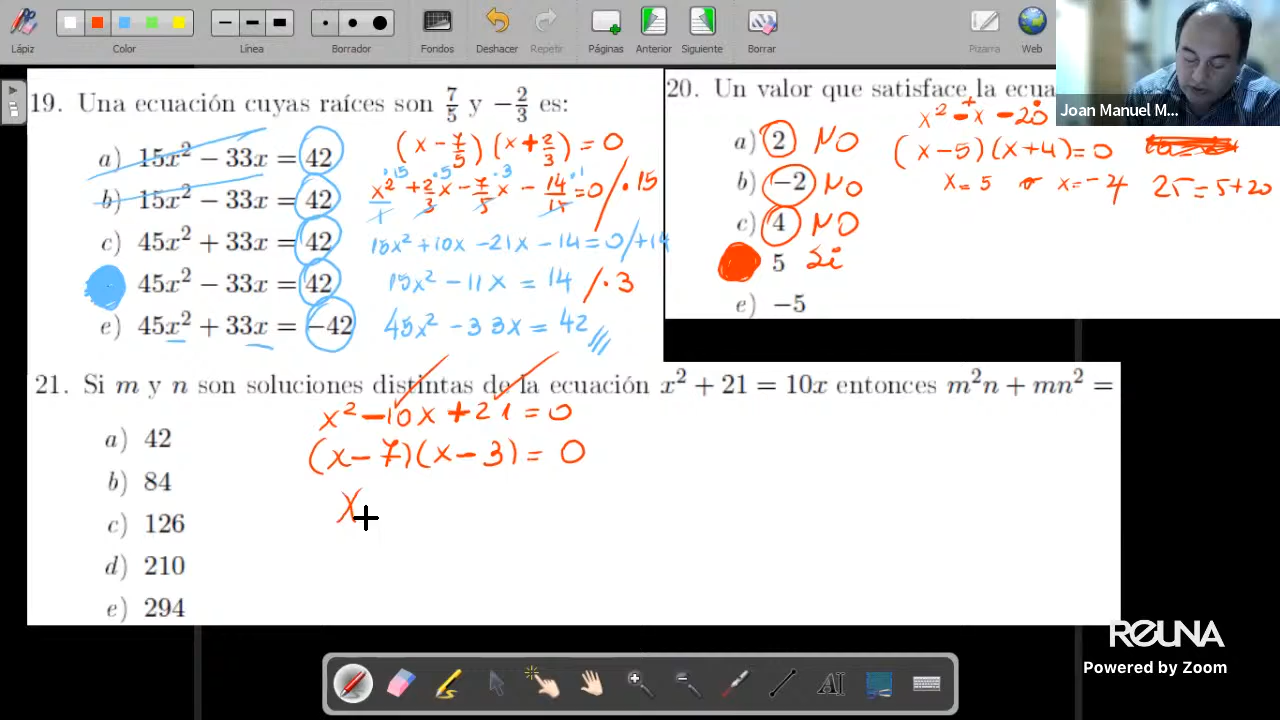 Lápiz Color Línea Borrador Fondos Deshacer Repetir Páginas Anterior Siguiente Borrar Pizarra Web
Joan Manuel M...
19. Una ecuación cuyas raíces son 7/5 y −2/3 es:
a) 15x² − 33x = 42
b) 15x² − 33x = 42
c) 45x² + 33x = 42
45x² − 33x = 42
e) 45x² + 33x = −42
(x − 7/5)(x + 2/3) = 0
·15 ·5 ·3 ·1
x²/1 + 2/3 x − 7/5 x − 14/15 = 0 /·15
15x² + 10x − 21x − 14 = 0 /+14
15x² − 11x = 14 /·3
45x² − 33x = 42
20. Un valor que satisface la ecua
a) 2 NO
b) −2 NO
c) 4 NO
5 Si
e) −5
x² − x − 20
(x − 5)(x + 4) = 0
x = 5 o x = −4 25 = 5 + 20
21. Si m y n son soluciones distintas de la ecuación x² + 21 = 10x entonces m²n + mn² =
a) 42
b) 84
c) 126
d) 210
e) 294
x² − 10x + 21 = 0
(x − 7)(x − 3) = 0
x
REUNA
Powered by Zoom
AI